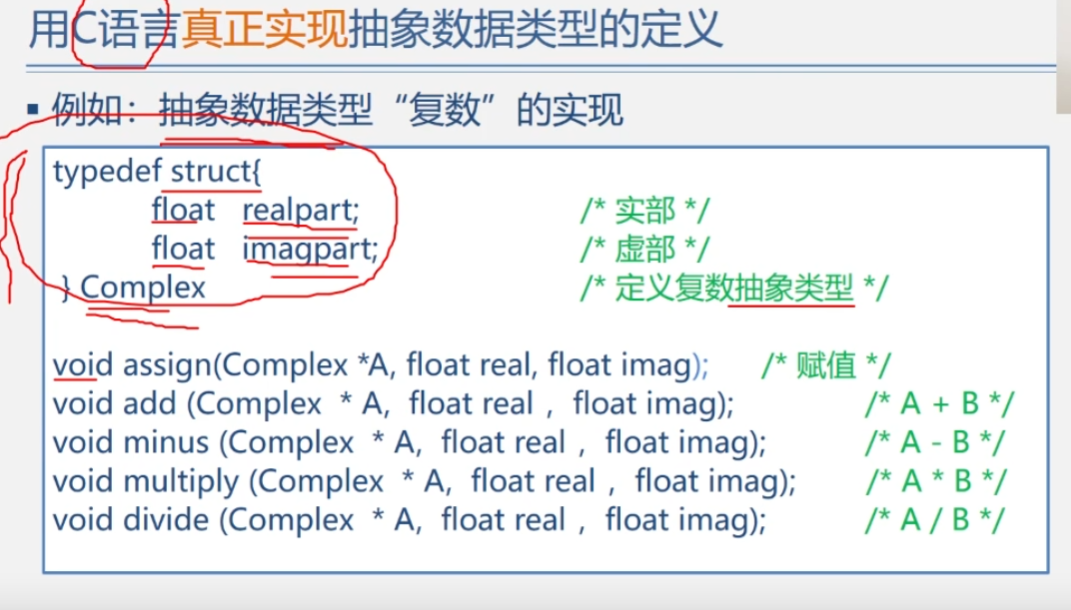 用C语言真正实现抽象数据类型的定义
▪ 例如：抽象数据类型“复数”的实现
typedef struct{
float realpart; /* 实部 */
float imagpart; /* 虚部 */
} Complex /* 定义复数抽象类型 */
void assign(Complex *A, float real, float imag); /* 赋值 */
void add (Complex * A, float real , float imag); /* A + B */
void minus (Complex * A, float real , float imag); /* A - B */
void multiply (Complex * A, float real , float imag); /* A * B */
void divide (Complex * A, float real , float imag); /* A / B */